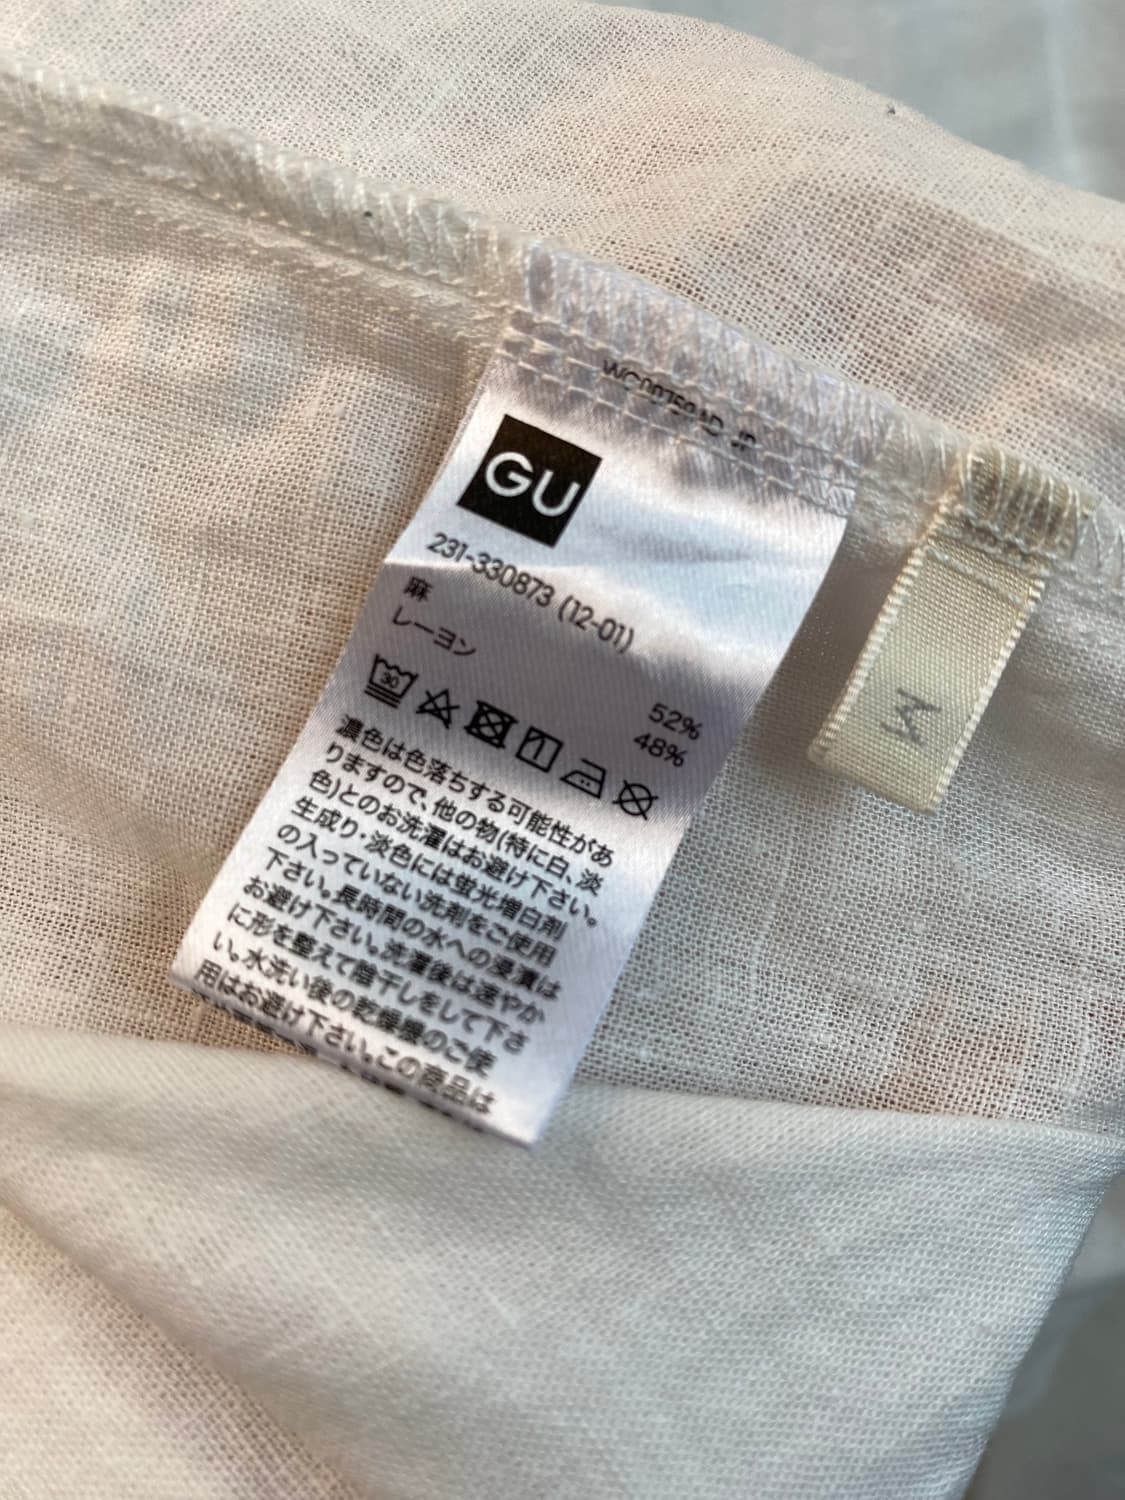 GU
231-330873 (12-01)
麻 52%
レーヨン 48%
30
濃色は色落ちする可能性があ
りますので、他の物(特に白、淡
色)とのお洗濯はお避け下さい。
生成り・淡色には蛍光増白剤
の入っていない洗剤をご使用
下さい。長時間の水への浸漬は
お避け下さい。洗濯後は速やか
に形を整えて陰干しをして下さ
い。水洗い後の乾燥機のご使
用はお避け下さい。この商品は
M